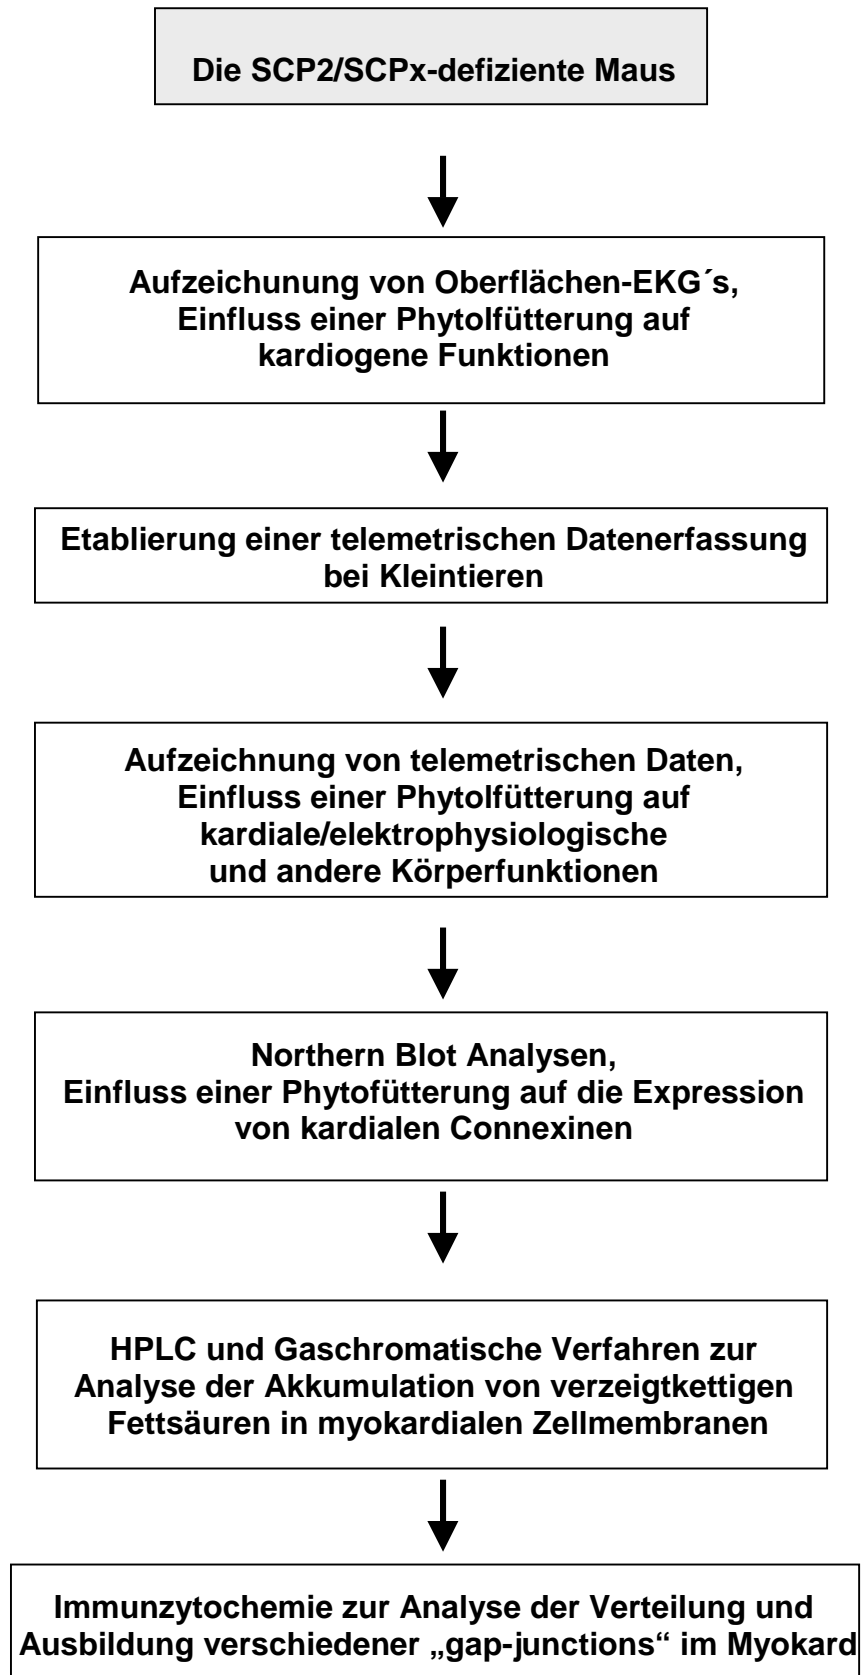 Die SCP2/SCPx-defiziente Maus
Aufzeichunung von Oberflächen-EKG´s,
Einfluss einer Phytolfütterung auf
kardiogene Funktionen
Etablierung einer telemetrischen Datenerfassung
bei Kleintieren
Aufzeichnung von telemetrischen Daten,
Einfluss einer Phytolfütterung auf
kardiale/elektrophysiologische
und andere Körperfunktionen
Northern Blot Analysen,
Einfluss einer Phytofütterung auf die Expression
von kardialen Connexinen
HPLC und Gaschromatische Verfahren zur
Analyse der Akkumulation von verzeigtkettigen
Fettsäuren in myokardialen Zellmembranen
Immunzytochemie zur Analyse der Verteilung und
Ausbildung verschiedener „gap-junctions“ im Myokard